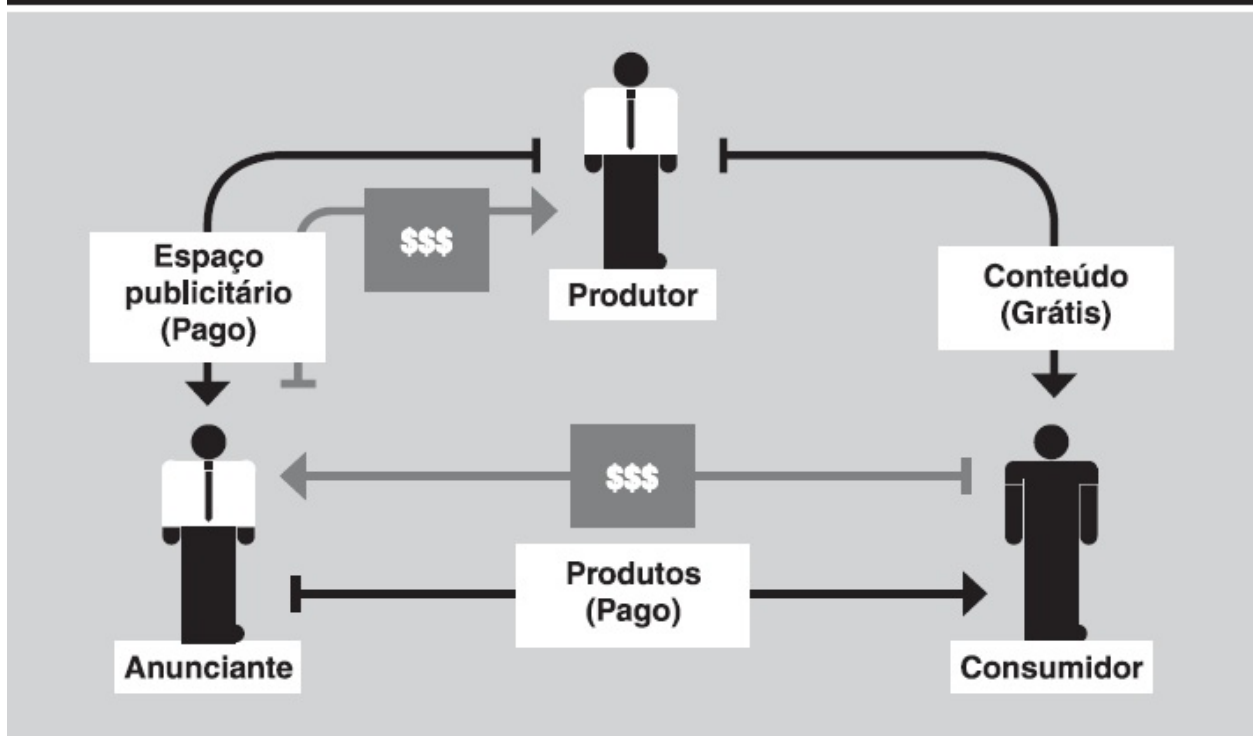 $$$
Produtor
Espaço
publicitário
(Pago)
Conteúdo
(Grátis)
$$$
Produtos
(Pago)
Anunciante
Consumidor